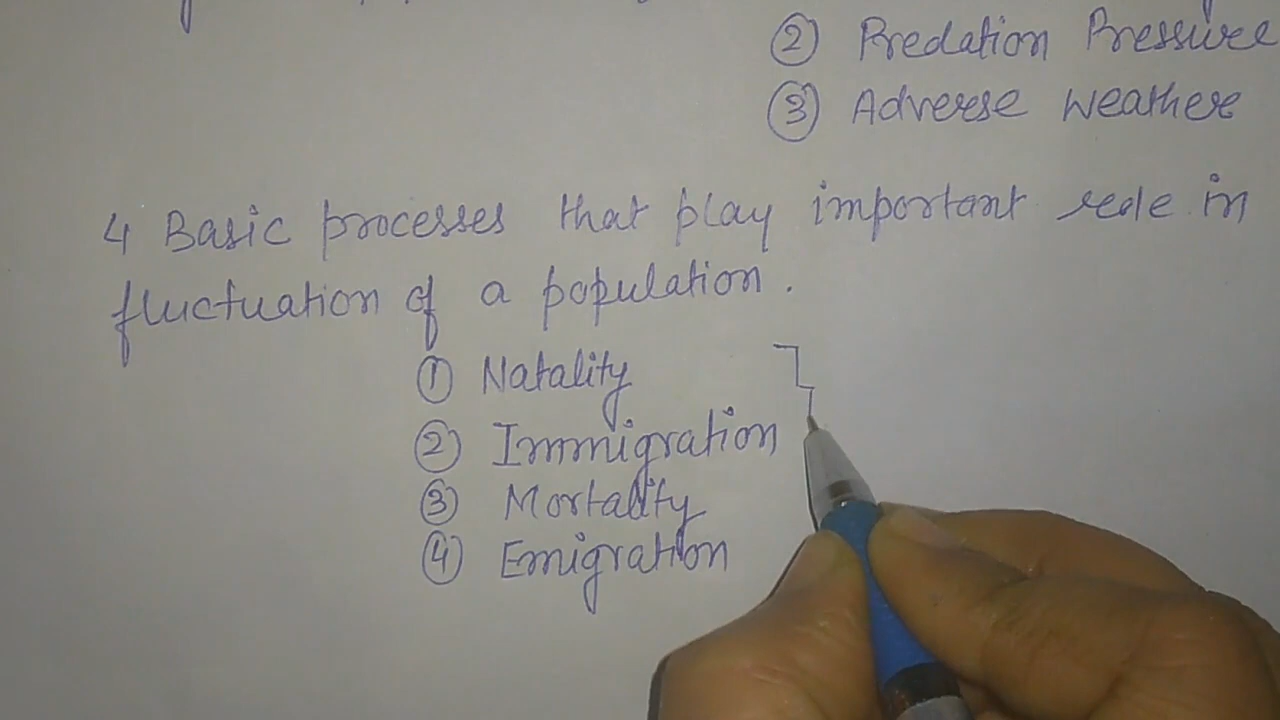 ② Predation Pressure
③ Adverse weather
4 Basic processes that play important role in
fluctuation of a population.
① Natality
② Immigration
③ Mortality
④ Emigration